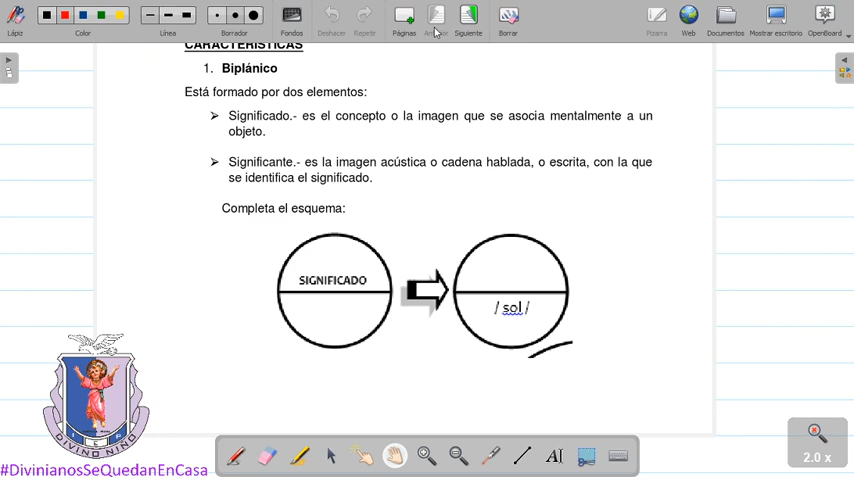 Lápiz
Color
Línea
Borrador
Fondos
Deshacer
Repetir
Páginas
Siguiente
Borrar
Pizarra
Web
Documentos
Mostrar escritorio
OpenBoard
CARACTERÍSTICAS
1. Biplánico
Está formado por dos elementos:
Significado.- es el concepto o la imagen que se asocia mentalmente a un
objeto.
Significante.- es la imagen acústica o cadena hablada, o escrita, con la que
se identifica el significado.
Completa el esquema:
SIGNIFICADO
/ sol /
DIVINO NIÑO
#DivinianosSeQuedanEnCasa
2.0 x